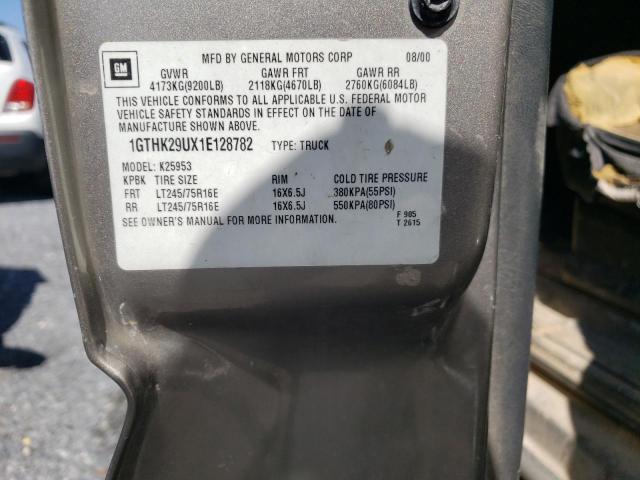 GM
MFD BY GENERAL MOTORS CORP 08/00
GVWR GAWR FRT GAWR RR
4173KG(9200LB) 2118KG(4670LB) 2760KG(6084LB)
THIS VEHICLE CONFORMS TO ALL APPLICABLE U.S. FEDERAL MOTOR
VEHICLE SAFETY STANDARDS IN EFFECT ON THE DATE OF
MANUFACTURE SHOWN ABOVE.
1GTHK29UX1E128782 TYPE: TRUCK
MODEL: K25953
KPBK TIRE SIZE RIM COLD TIRE PRESSURE
FRT LT245/75R16E 16X6.5J 380KPA(55PSI)
RR LT245/75R16E 16X6.5J 550KPA(80PSI)
SEE OWNER'S MANUAL FOR MORE INFORMATION.
F 985
T 2615